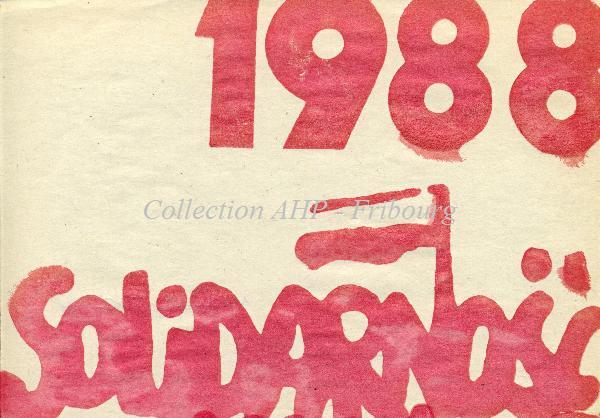 1988
Collection AHP - Fribourg
SOLIDARNOŚĆ